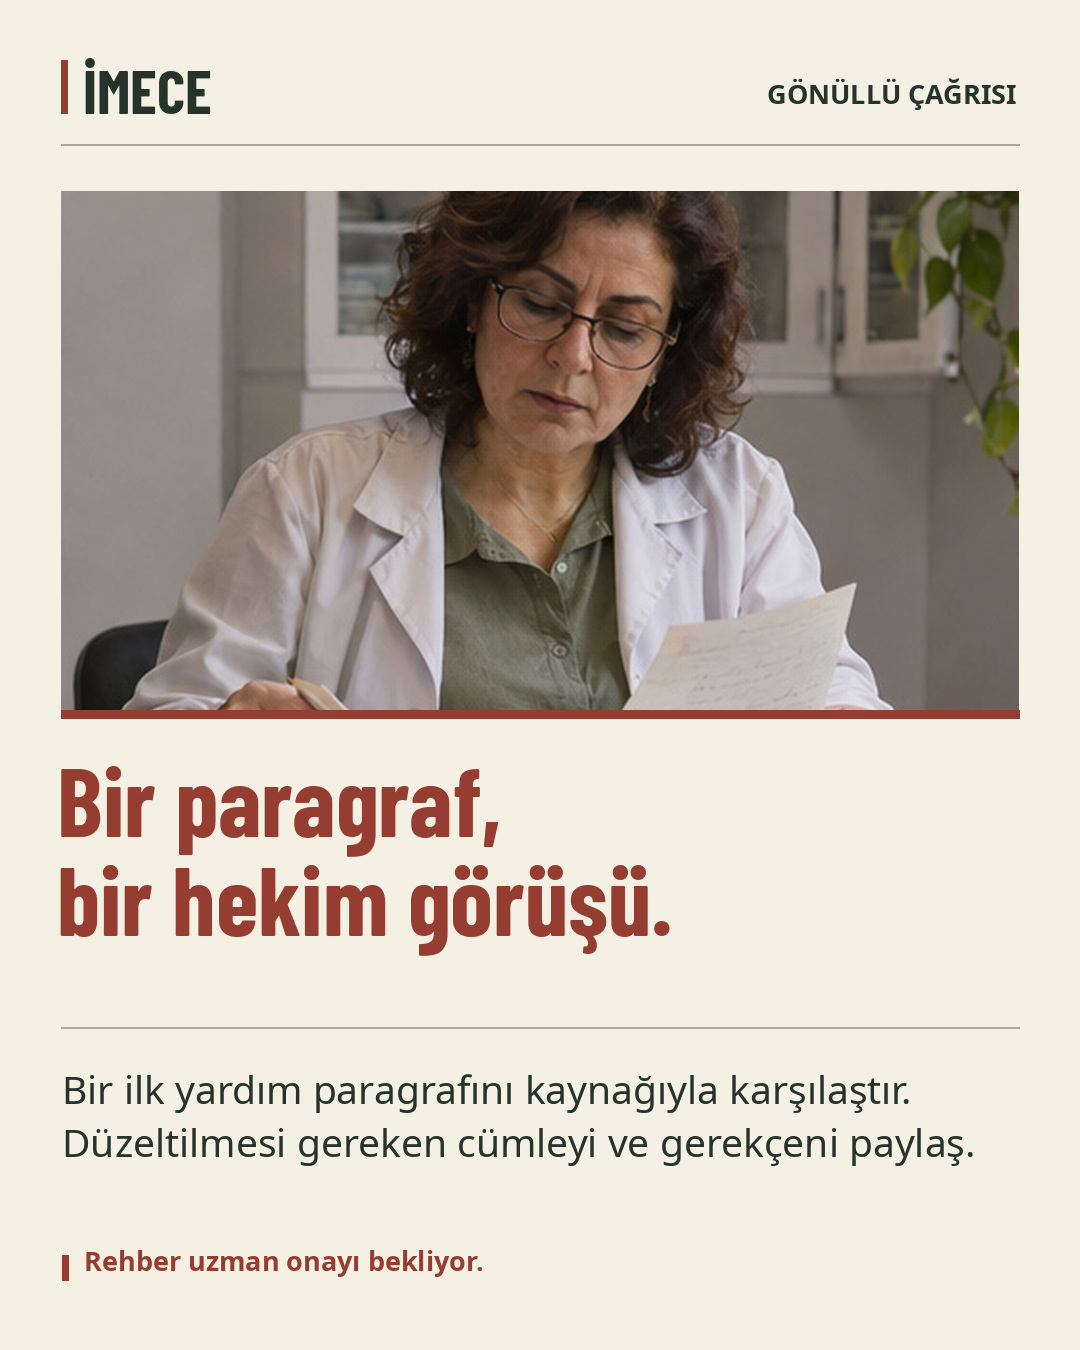 İMECE
GÖNÜLLÜ ÇAĞRISI
Bir paragraf,
bir hekim görüşü.
Bir ilk yardım paragrafını kaynağıyla karşılaştır.
Düzeltilmesi gereken cümleyi ve gerekçeni paylaş.
Rehber uzman onayı bekliyor.